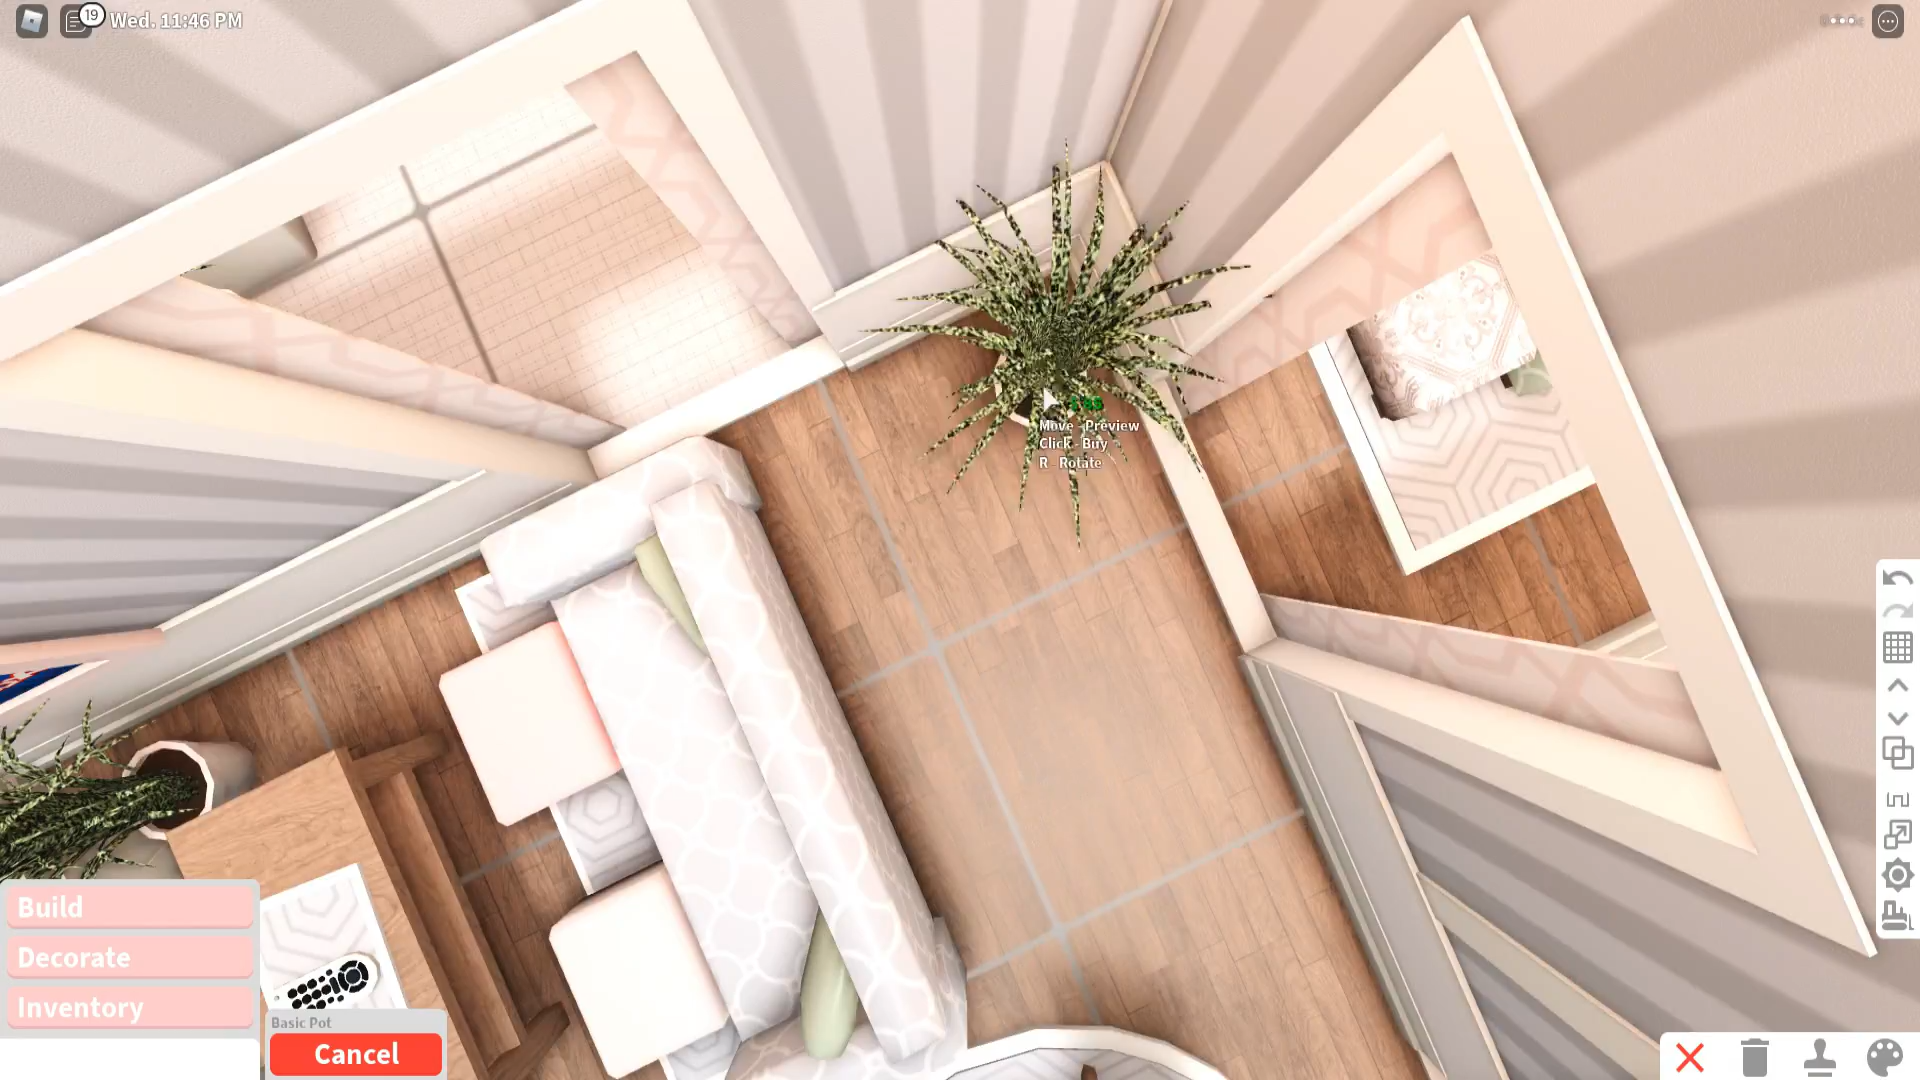 19
Wed. 11:46 PM
Move - Preview
Click - Buy
R - Rotate
Build
Decorate
Inventory
Basic Pot
Cancel